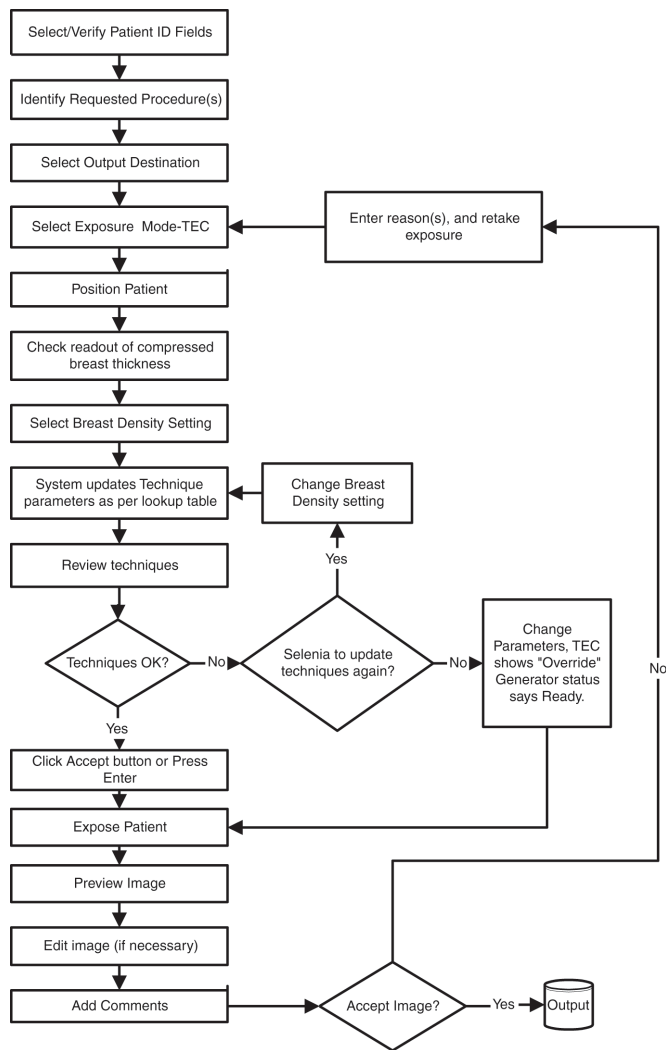 Select/Verify Patient ID Fields
Identify Requested Procedure(s)
Select Output Destination
Select Exposure Mode-TEC
Enter reason(s), and retake
exposure
Position Patient
Check readout of compressed
breast thickness
Select Breast Density Setting
System updates Technique
parameters as per lookup table
Change Breast
Density setting
Review techniques
Yes
Techniques OK?
No
Selenia to update
techniques again?
No
Change
Parameters, TEC
shows "Override"
Generator status
says Ready.
No
Yes
Click Accept button or Press
Enter
Expose Patient
Preview Image
Edit image (if necessary)
Add Comments
Accept Image?
Yes
Output